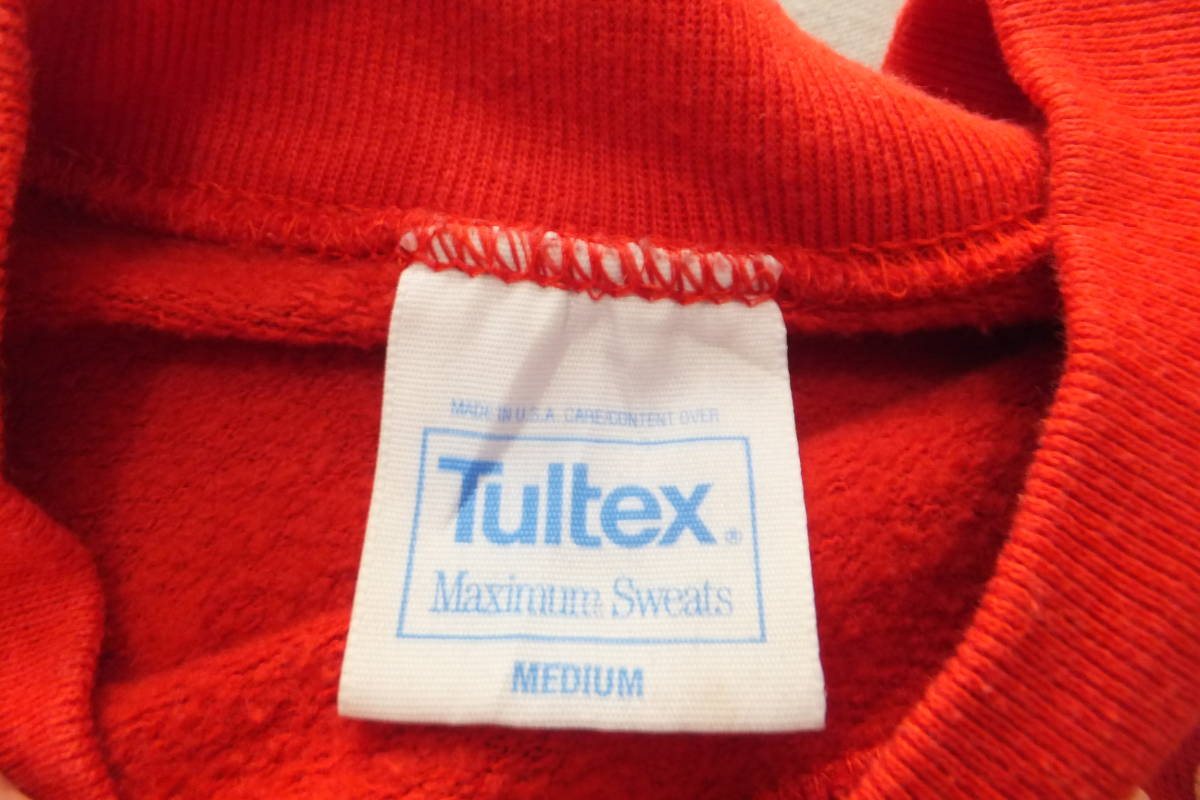 MADE IN U.S.A. CARE/CONTENT OVER
Tultex®
Maximum Sweats
MEDIUM